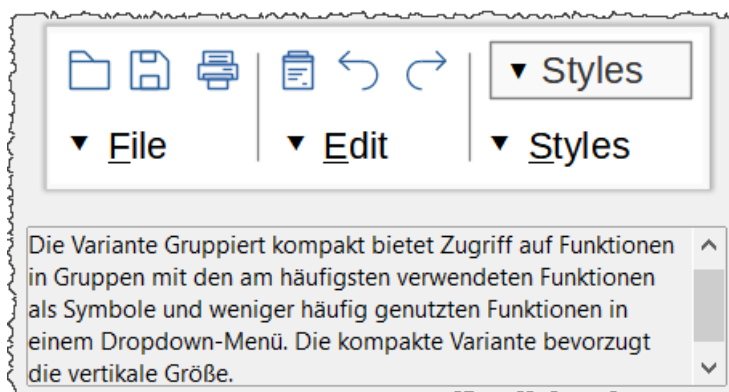 Styles
File Edit Styles
Die Variante Gruppiert kompakt bietet Zugriff auf Funktionen
in Gruppen mit den am häufigsten verwendeten Funktionen
als Symbole und weniger häufig genutzten Funktionen in
einem Dropdown-Menü. Die kompakte Variante bevorzugt
die vertikale Größe.